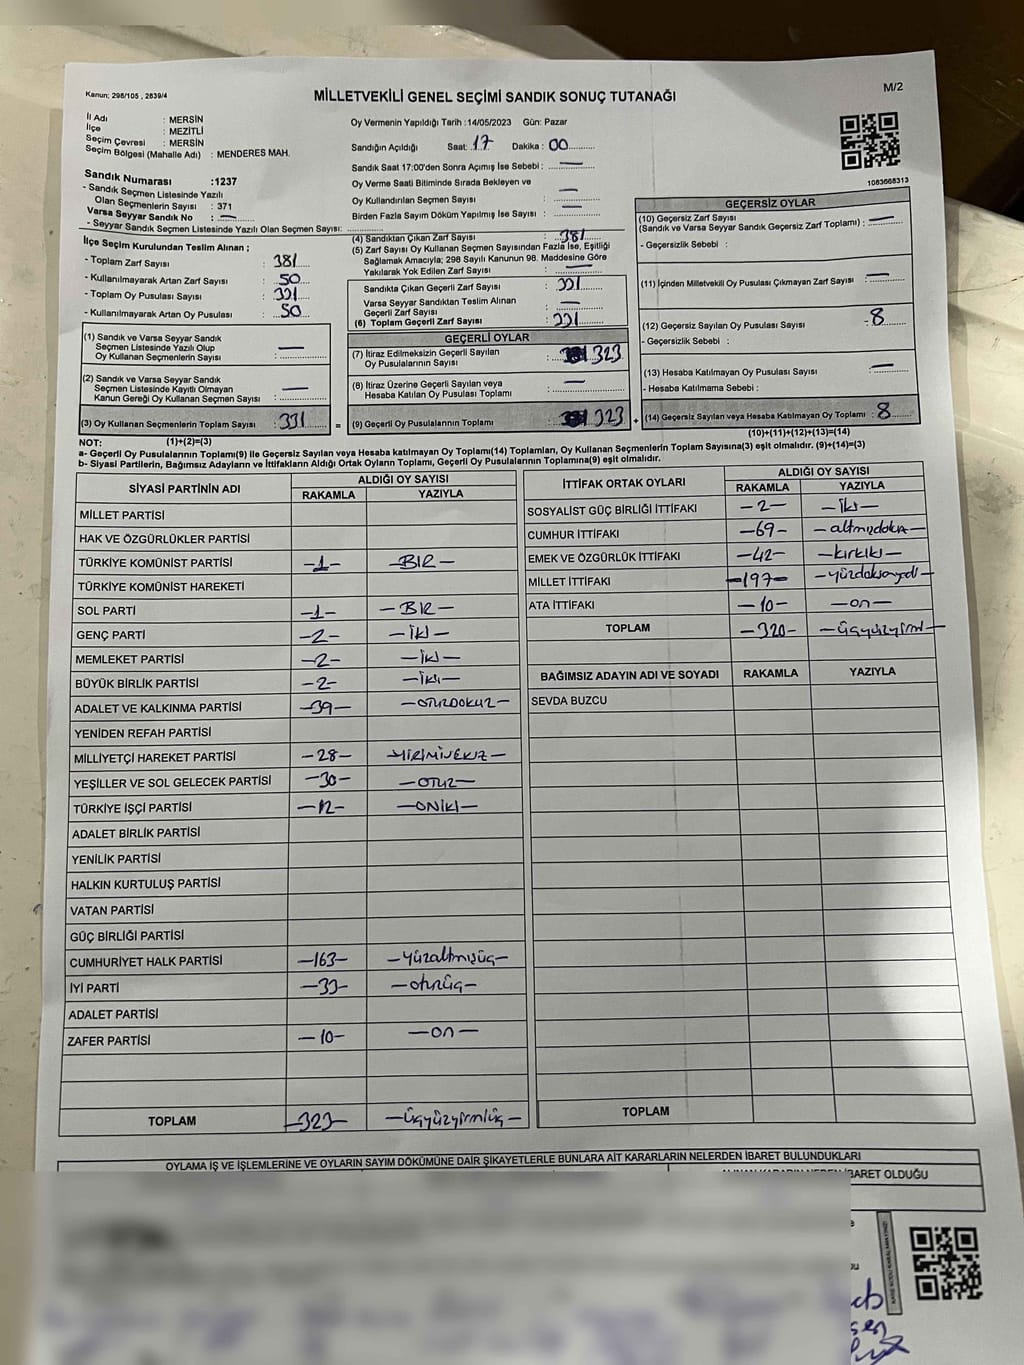 Kanun: 298/105 , 2839/4
MİLLETVEKİLİ GENEL SEÇİMİ SANDIK SONUÇ TUTANAĞI
M/2
İl Adı : MERSİN
İlçe : MEZİTLİ
Seçim Çevresi : MERSİN
Seçim Bölgesi (Mahalle Adı) : MENDERES MAH.
Sandık Numarası :1237
- Sandık Seçmen Listesinde Yazılı
Olan Seçmenlerin Sayısı : 371
Varsa Seyyar Sandık No : —
- Seyyar Sandık Seçmen Listesinde Yazılı Olan Seçmen Sayısı:
Oy Vermenin Yapıldığı Tarih :14/05/2023 Gün: Pazar
Sandığın Açıldığı Saat: 17 Dakika : 00
Sandık Saat 17:00'den Sonra Açımış İse Sebebi : —
Oy Verme Saati Bitiminde Sırada Bekleyen ve
Oy Kullandırılan Seçmen Sayısı : —
Birden Fazla Sayım Döküm Yapılmış İse Sayısı : —
1083668313
İlçe Seçim Kurulundan Teslim Alınan ;
- Toplam Zarf Sayısı : 381
- Kullanılmayarak Artan Zarf Sayısı : 50
- Toplam Oy Pusulası Sayısı :
- Kullanılmayarak Artan Oy Pusulası : 50
(1) Sandık ve Varsa Seyyar Sandık
Seçmen Listesinde Yazılı Olup
Oy Kullanan Seçmenlerin Sayısı : —
(2) Sandık ve Varsa Seyyar Sandık
Seçmen Listesinde Kayıtlı Olmayan
Kanun Gereği Oy Kullanan Seçmen Sayısı : —
(3) Oy Kullanan Seçmenlerin Toplam Sayısı : 331
(4) Sandıktan Çıkan Zarf Sayısı : 381
(5) Zarf Sayısı Oy Kullanan Seçmen Sayısından Fazla İse, Eşitliği
Sağlamak Amacıyla; 298 Sayılı Kanunun 98. Maddesine Göre
Yakılarak Yok Edilen Zarf Sayısı : —
Sandıkta Çıkan Geçerli Zarf Sayısı : 331
Varsa Seyyar Sandıktan Teslim Alınan
Geçerli Zarf Sayısı : —
(6) Toplam Geçerli Zarf Sayısı : 331
GEÇERLİ OYLAR
(7) İtiraz Edilmeksizin Geçerli Sayılan
Oy Pusulalarının Sayısı : 323
(8) İtiraz Üzerine Geçerli Sayılan veya
Hesaba Katılan Oy Pusulası Toplamı : —
= (9) Geçerli Oy Pusulalarının Toplamı : 323
GEÇERSİZ OYLAR
(10) Geçersiz Zarf Sayısı
(Sandık ve Varsa Seyyar Sandık Geçersiz Zarf Toplamı) : —
- Geçersizlik Sebebi :
(11) İçinden Milletvekili Oy Pusulası Çıkmayan Zarf Sayısı : —
(12) Geçersiz Sayılan Oy Pusulası Sayısı : 8
- Geçersizlik Sebebi :
(13) Hesaba Katılmayan Oy Pusulası Sayısı : —
- Hesaba Katılmama Sebebi :
+ (14) Geçersiz Sayılan veya Hesaba Katılmayan Oy Toplamı : 8
NOT: (1)+(2)=(3)
(10)+(11)+(12)+(13)=(14)
a- Geçerli Oy Pusulalarının Toplamı(9) ile Geçersiz Sayılan veya Hesaba katılmayan Oy Toplamı(14) Toplamları, Oy Kullanan Seçmenlerin Toplam Sayısına(3) eşit olmalıdır. (9)+(14)=(3)
b- Siyasi Partilerin, Bağımsız Adayların ve İttifakların Aldığı Ortak Oyların Toplamı, Geçerli Oy Pusulalarının Toplamına(9) eşit olmalıdır.
SİYASİ PARTİNİN ADI ALDIĞI OY SAYISI
RAKAMLA YAZIYLA
MİLLET PARTİSİ
HAK VE ÖZGÜRLÜKLER PARTİSİ
TÜRKİYE KOMÜNİST PARTİSİ —1— —BİR—
TÜRKİYE KOMÜNİST HAREKETİ
SOL PARTİ —1— —BİR—
GENÇ PARTİ —2— —İKİ—
MEMLEKET PARTİSİ —2— —İKİ—
BÜYÜK BİRLİK PARTİSİ —2— —İKİ—
ADALET VE KALKINMA PARTİSİ —39— —OTUZDOKUZ—
YENİDEN REFAH PARTİSİ
MİLLİYETÇİ HAREKET PARTİSİ —28—
YEŞİLLER VE SOL GELECEK PARTİSİ —30— —OTUZ—
TÜRKİYE İŞÇİ PARTİSİ —12— —ONİKİ—
ADALET BİRLİK PARTİSİ
YENİLİK PARTİSİ
HALKIN KURTULUŞ PARTİSİ
VATAN PARTİSİ
GÜÇ BİRLİĞİ PARTİSİ
CUMHURİYET HALK PARTİSİ —163— —yüzaltmışüç—
İYİ PARTİ —33— —otuzüç—
ADALET PARTİSİ
ZAFER PARTİSİ —10— —on—
TOPLAM —323— —üçyüzyirmiüç—
İTTİFAK ORTAK OYLARI ALDIĞI OY SAYISI
RAKAMLA YAZIYLA
SOSYALİST GÜÇ BİRLİĞİ İTTİFAKI —2— —iki—
CUMHUR İTTİFAKI —69—
EMEK VE ÖZGÜRLÜK İTTİFAKI —42— —kırkiki—
MİLLET İTTİFAKI —197—
ATA İTTİFAKI —10— —on—
TOPLAM —320— —üçyüzyirmi—
BAĞIMSIZ ADAYIN ADI VE SOYADI RAKAMLA YAZIYLA
SEVDA BUZCU
TOPLAM
OYLAMA İŞ VE İŞLEMLERİNE VE OYLARIN SAYIM DÖKÜMÜNE DAİR ŞİKAYETLERLE BUNLARA AİT KARARLARIN NELERDEN İBARET BULUNDUKLARI
İBARET OLDUĞU